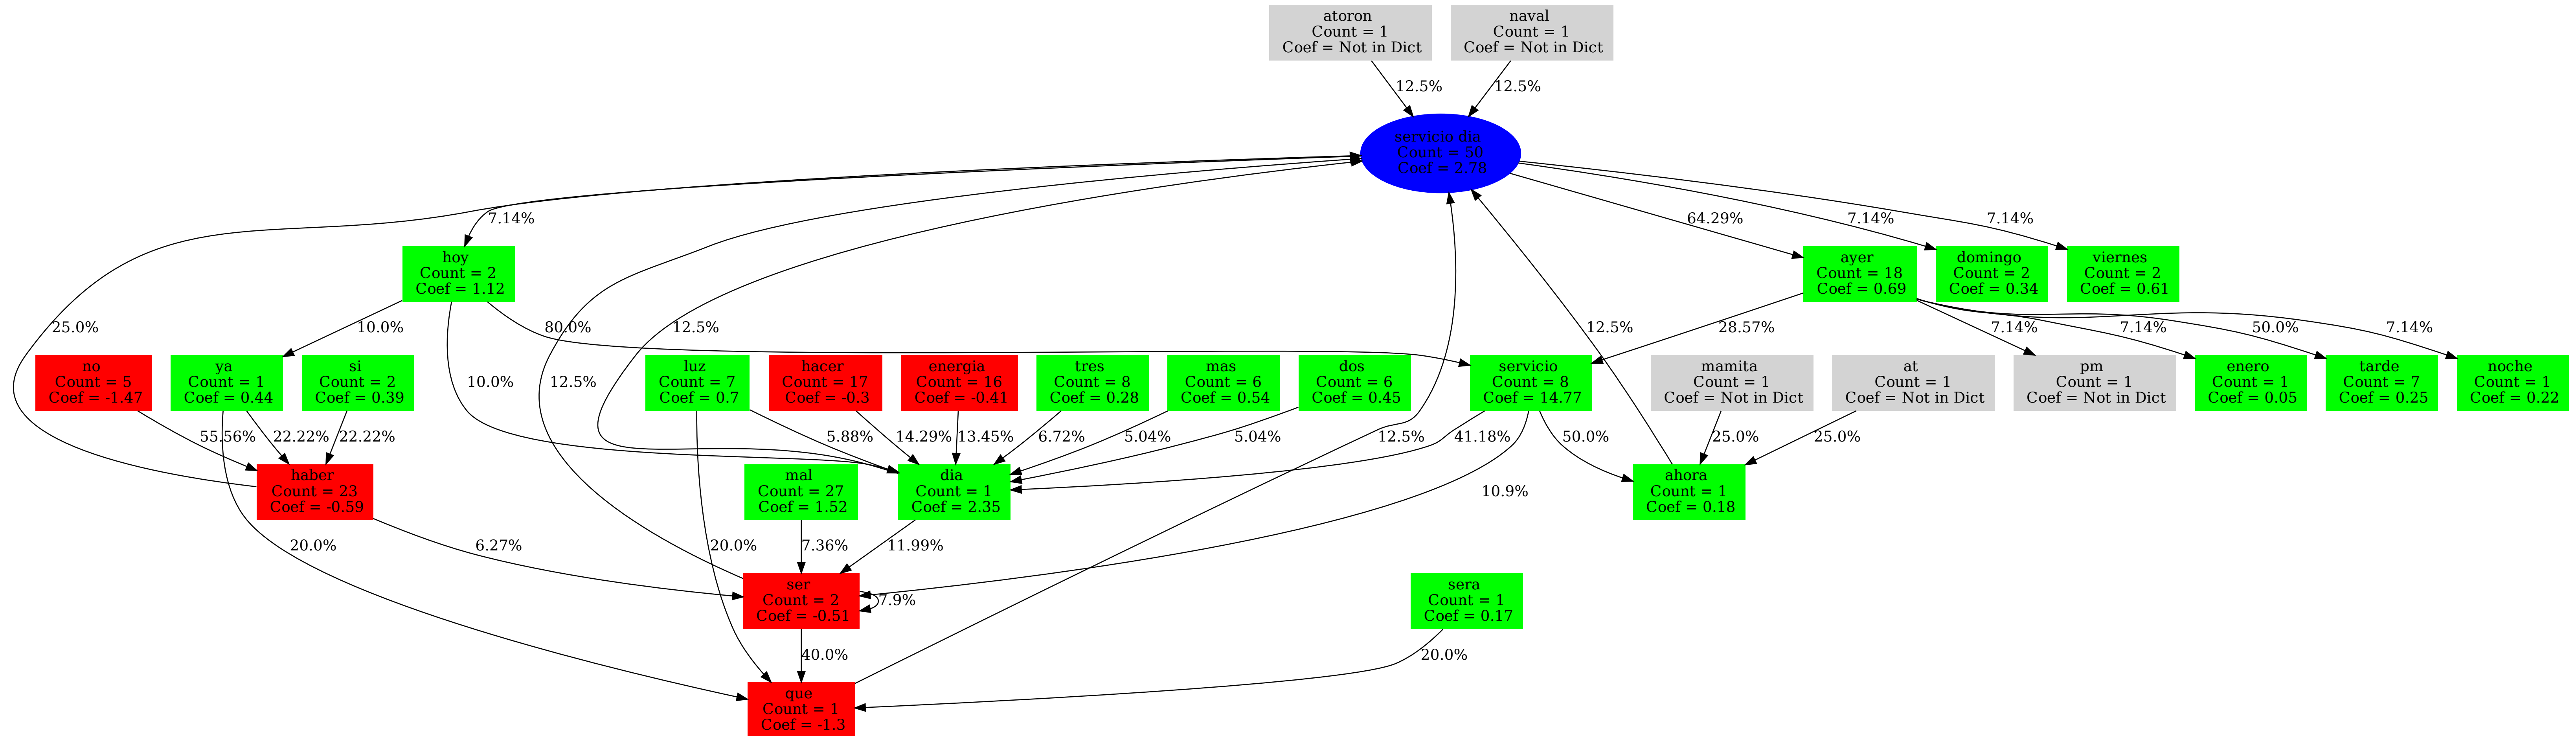 atoron
Count = 1
Coef = Not in Dict
naval
Count = 1
Coef = Not in Dict
12.5%
12.5%
servicio dia
Count = 50
Coef = 2.78
7.14%
64.29%
7.14%
7.14%
hoy
Count = 2
Coef = 1.12
ayer
Count = 18
Coef = 0.69
domingo
Count = 2
Coef = 0.34
viernes
Count = 2
Coef = 0.61
25.0%
10.0%
80.0%
12.5%
12.5%
28.57%
7.14%
7.14%
50.0%
7.14%
no
Count = 5
Coef = -1.47
ya
Count = 1
Coef = 0.44
si
Count = 2
Coef = 0.39
10.0%
12.5%
luz
Count = 7
Coef = 0.7
hacer
Count = 17
Coef = -0.3
energia
Count = 16
Coef = -0.41
tres
Count = 8
Coef = 0.28
mas
Count = 6
Coef = 0.54
dos
Count = 6
Coef = 0.45
servicio
Count = 8
Coef = 14.77
mamita
Count = 1
Coef = Not in Dict
at
Count = 1
Coef = Not in Dict
pm
Count = 1
Coef = Not in Dict
enero
Count = 1
Coef = 0.05
tarde
Count = 7
Coef = 0.25
noche
Count = 1
Coef = 0.22
55.56%
22.22%
22.22%
5.88%
14.29%
13.45%
6.72%
5.04%
5.04%
12.5%
41.18%
50.0%
25.0%
25.0%
haber
Count = 23
Coef = -0.59
mal
Count = 27
Coef = 1.52
dia
Count = 1
Coef = 2.35
10.9%
ahora
Count = 1
Coef = 0.18
20.0%
6.27%
20.0%
7.36%
11.99%
ser
Count = 2
Coef = -0.51
7.9%
sera
Count = 1
Coef = 0.17
40.0%
20.0%
que
Count = 1
Coef = -1.3